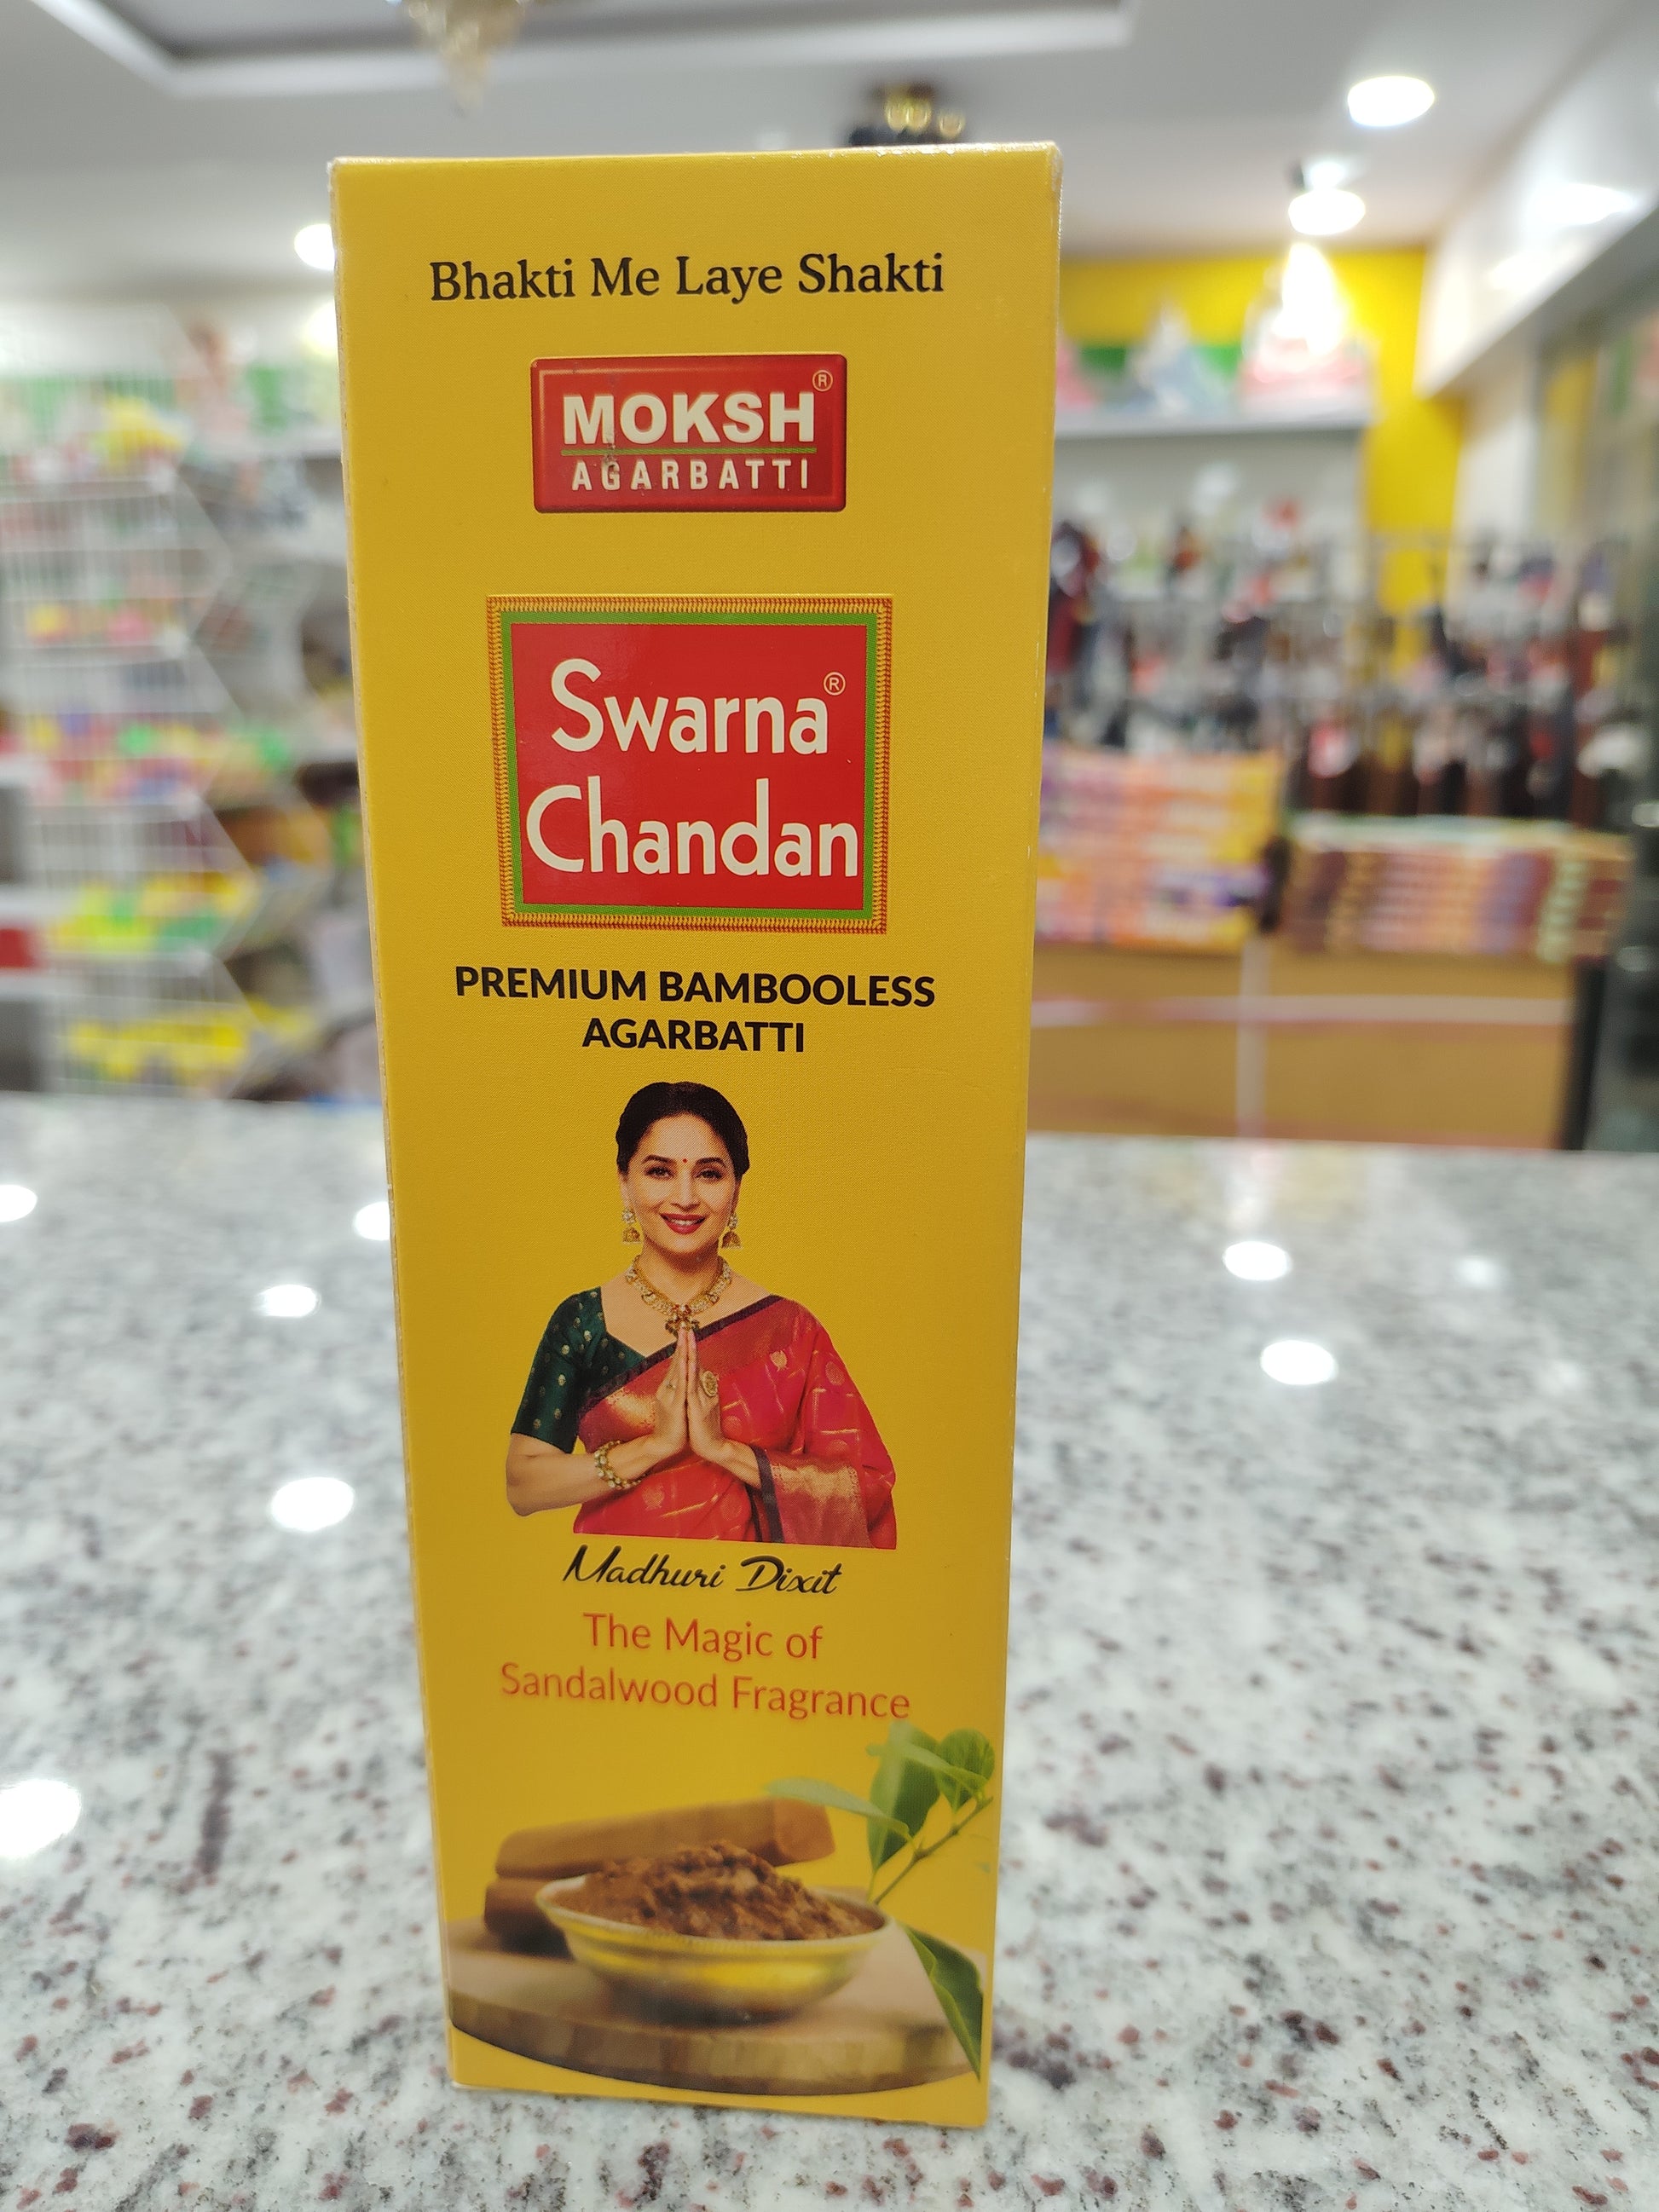 Bhakti Me Laye Shakti
MOKSH®
AGARBATTI
Swarna®
Chandan
PREMIUM BAMBOOLESS
AGARBATTI
Madhuri Dixit
The Magic of
Sandalwood Fragrance